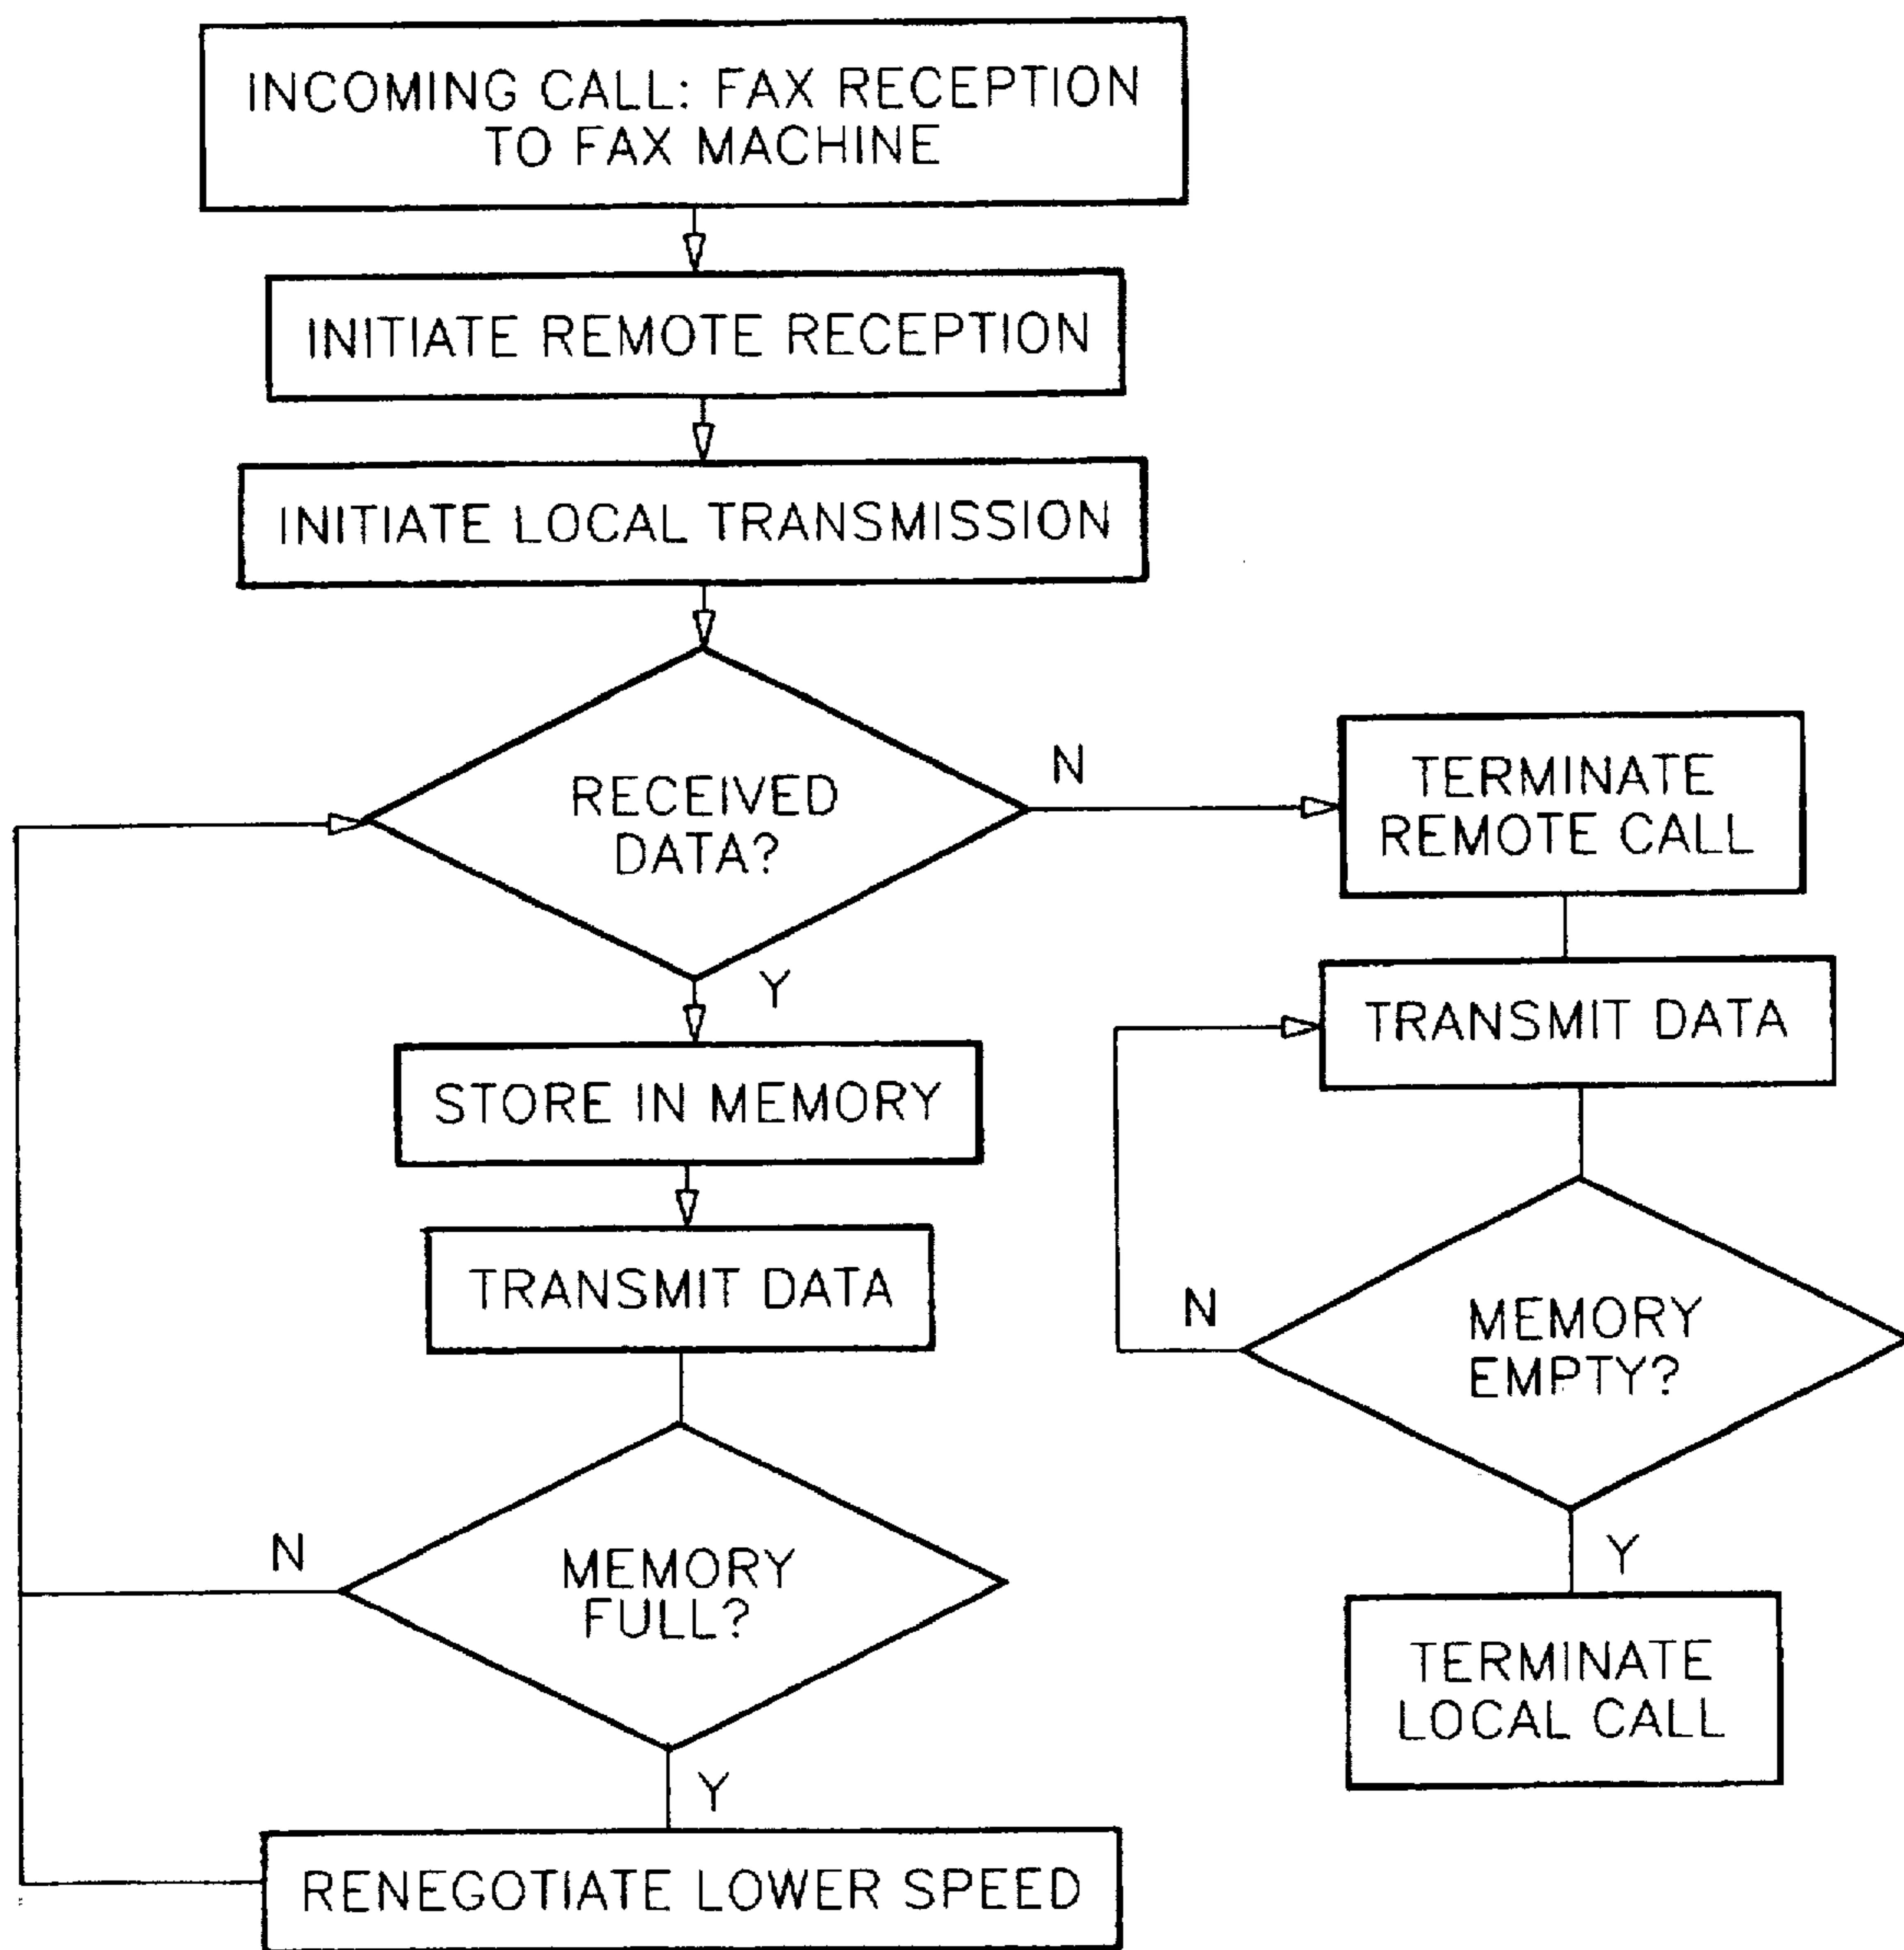 INCOMING CALL: FAX RECEPTION
TO FAX MACHINE
INITIATE REMOTE RECEPTION
INITIATE LOCAL TRANSMISSION
RECEIVED
DATA?
N
TERMINATE
REMOTE CALL
Y
TRANSMIT DATA
STORE IN MEMORY
TRANSMIT DATA
N
MEMORY
EMPTY?
N
MEMORY
FULL?
Y
TERMINATE
LOCAL CALL
Y
RENEGOTIATE LOWER SPEED